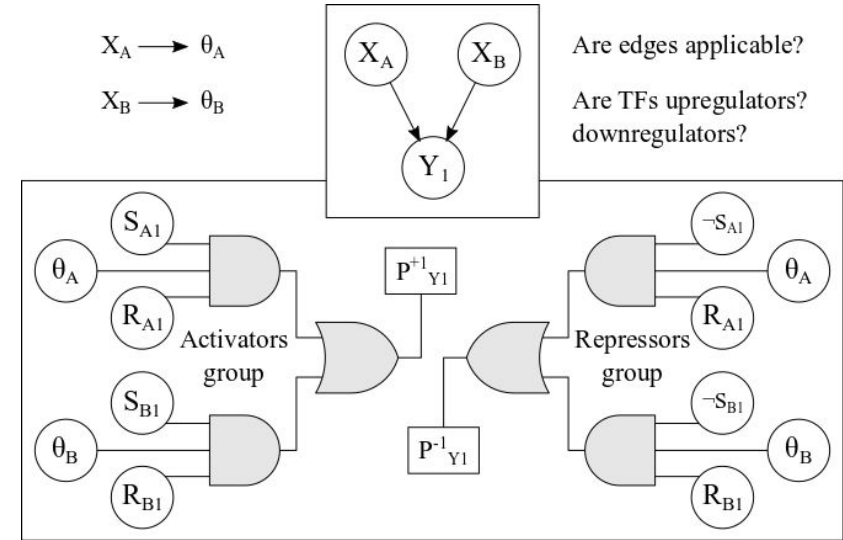 X_A → θ_A
X_B → θ_B
X_A
X_B
Y_1
Are edges applicable?
Are TFs upregulators?
downregulators?
S_A1
θ_A
R_A1
Activators
group
S_B1
θ_B
R_B1
P^+1_Y1
P^-1_Y1
¬S_A1
θ_A
R_A1
Repressors
group
¬S_B1
θ_B
R_B1